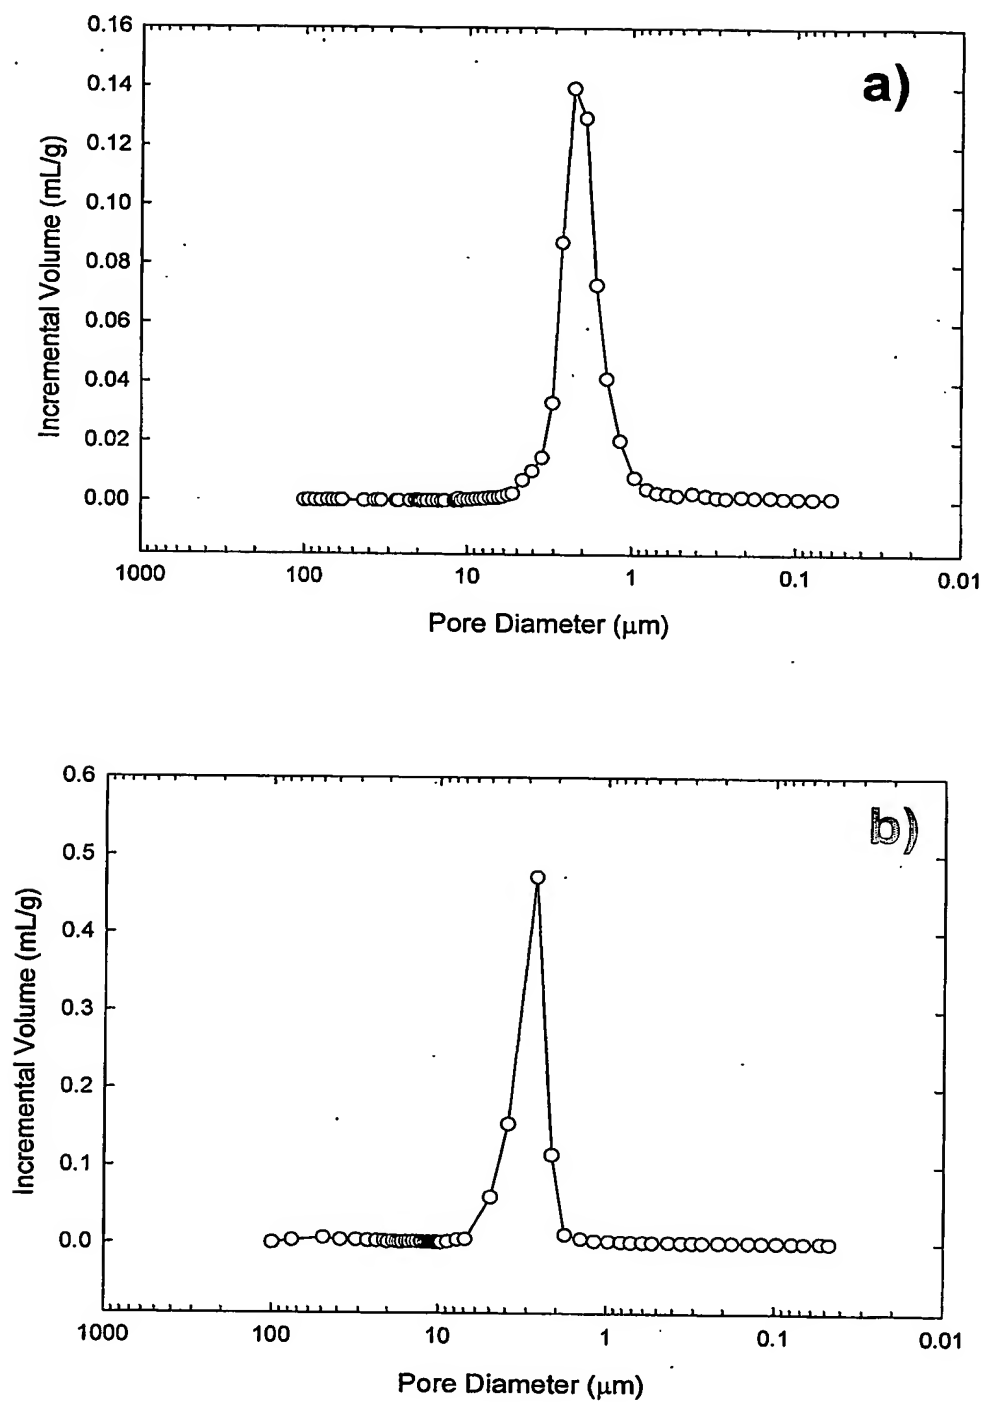 a)
Incremental Volume (mL/g)
0.16
0.14
0.12
0.10
0.08
0.06
0.04
0.02
0.00
1000 100 10 1 0.1 0.01
Pore Diameter (μm)
b)
Incremental Volume (mL/g)
0.6
0.5
0.4
0.3
0.2
0.1
0.0
1000 100 10 1 0.1 0.01
Pore Diameter (μm)